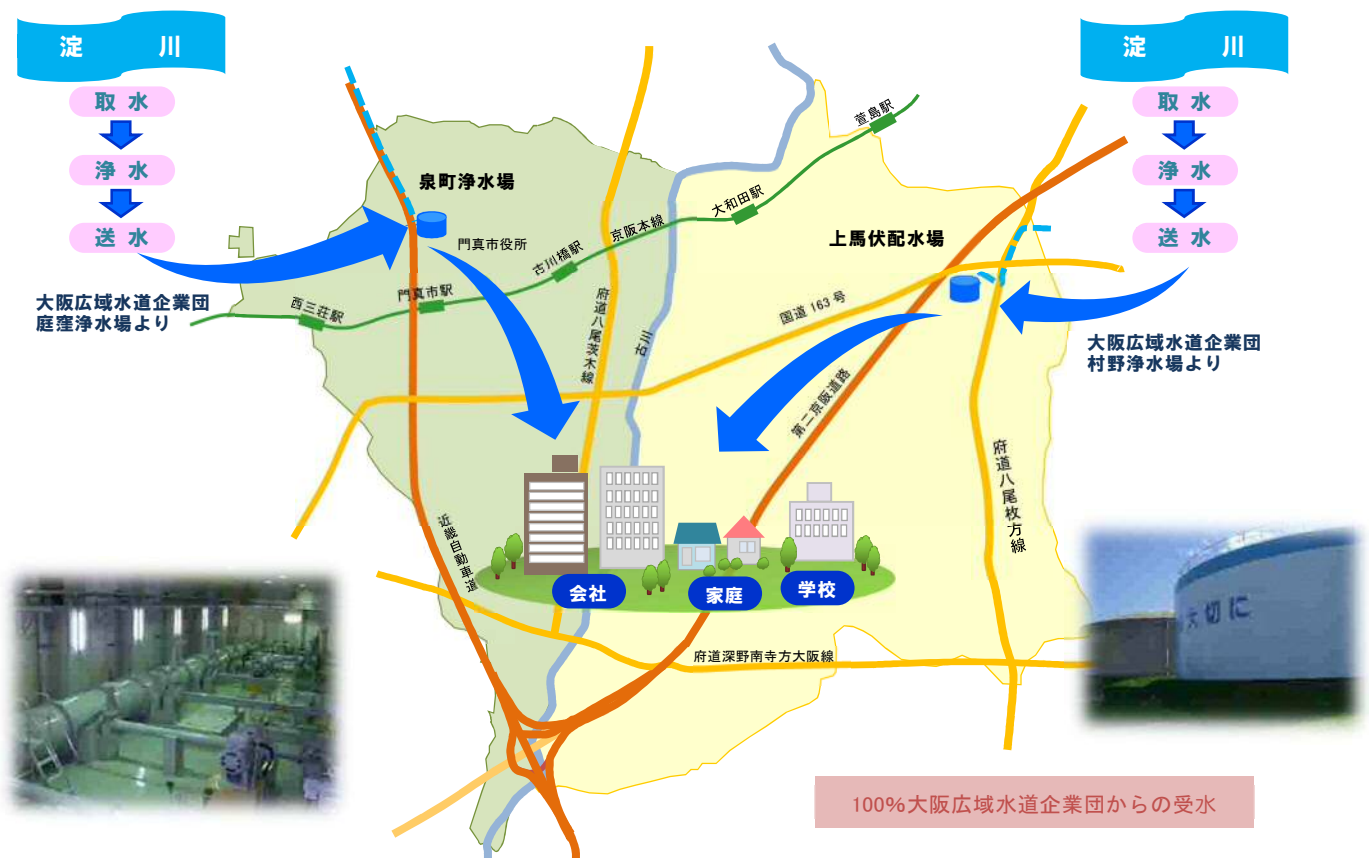 淀 川
取 水
浄 水
送 水
大阪広域水道企業団
庭窪浄水場より
淀 川
取 水
浄 水
送 水
大阪広域水道企業団
村野浄水場より
泉町浄水場
門真市役所
上馬伏配水場
萱島駅
大和田駅
京阪本線
古川橋駅
門真市駅
西三荘駅
府道八尾茨木線
国道 163 号
第二京阪道路
府道八尾枚方線
近畿自動車道
会社
家庭
学校
府道深野南寺方大阪線
大切に
100%大阪広域水道企業団からの受水